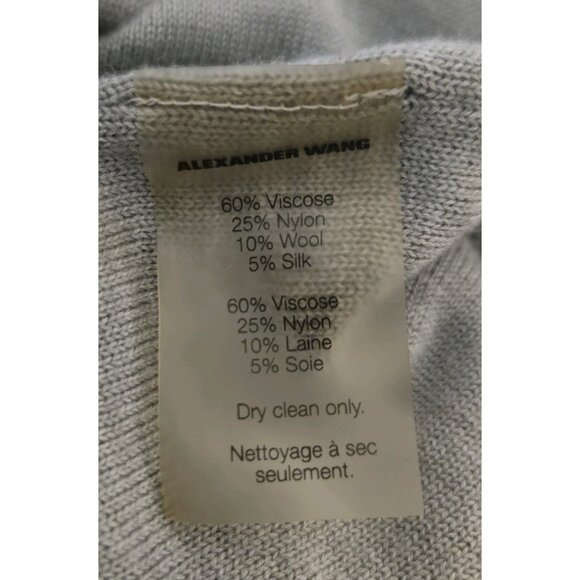 ALEXANDER WANG
60% Viscose
25% Nylon
10% Wool
5% Silk
60% Viscose
25% Nylon
10% Laine
5% Soie
Dry clean only.
Nettoyage à sec
seulement.